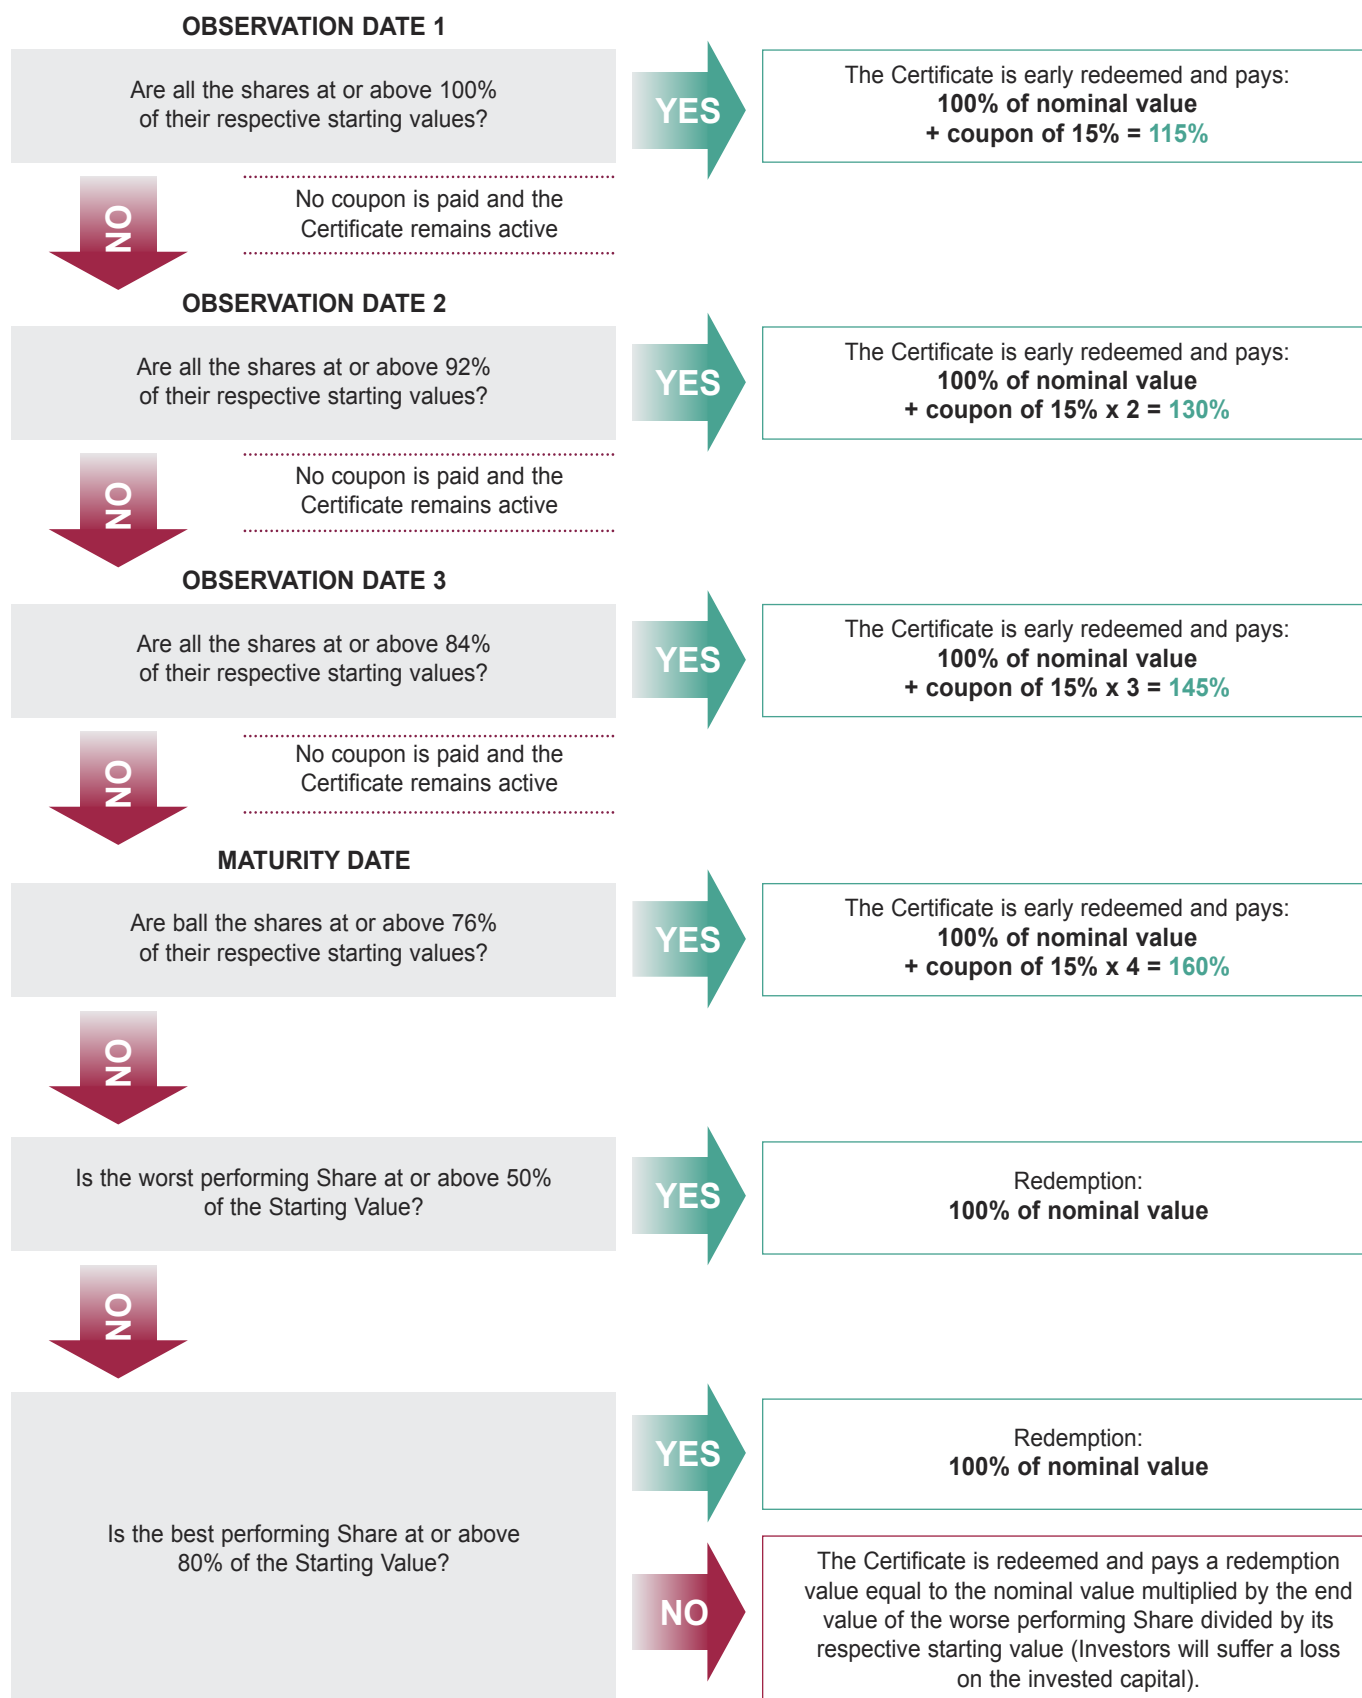 OBSERVATION DATE 1
Are all the shares at or above 100%
of their respective starting values?
YES
The Certificate is early redeemed and pays:
100% of nominal value
+ coupon of 15% = 115%
NO
No coupon is paid and the
Certificate remains active
OBSERVATION DATE 2
Are all the shares at or above 92%
of their respective starting values?
YES
The Certificate is early redeemed and pays:
100% of nominal value
+ coupon of 15% x 2 = 130%
NO
No coupon is paid and the
Certificate remains active
OBSERVATION DATE 3
Are all the shares at or above 84%
of their respective starting values?
YES
The Certificate is early redeemed and pays:
100% of nominal value
+ coupon of 15% x 3 = 145%
NO
No coupon is paid and the
Certificate remains active
MATURITY DATE
Are ball the shares at or above 76%
of their respective starting values?
YES
The Certificate is early redeemed and pays:
100% of nominal value
+ coupon of 15% x 4 = 160%
NO
Is the worst performing Share at or above 50%
of the Starting Value?
YES
Redemption:
100% of nominal value
NO
Is the best performing Share at or above
80% of the Starting Value?
YES
Redemption:
100% of nominal value
NO
The Certificate is redeemed and pays a redemption
value equal to the nominal value multiplied by the end
value of the worse performing Share divided by its
respective starting value (Investors will suffer a loss
on the invested capital).